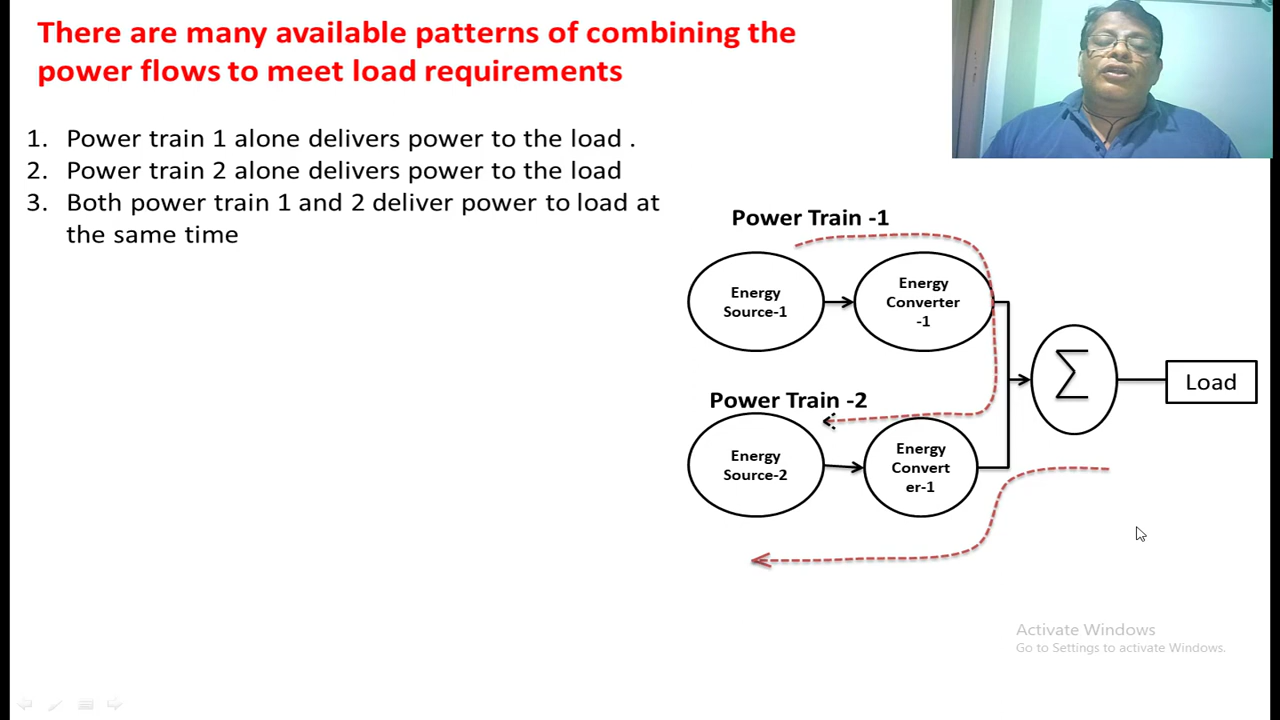 There are many available patterns of combining the
power flows to meet load requirements
1. Power train 1 alone delivers power to the load .
2. Power train 2 alone delivers power to the load
3. Both power train 1 and 2 deliver power to load at
the same time
Power Train -1
Energy
Source-1
Energy
Converter
-1
Σ
Load
Power Train -2
Energy
Source-2
Energy
Convert
er-1
Activate Windows
Go to Settings to activate Windows.